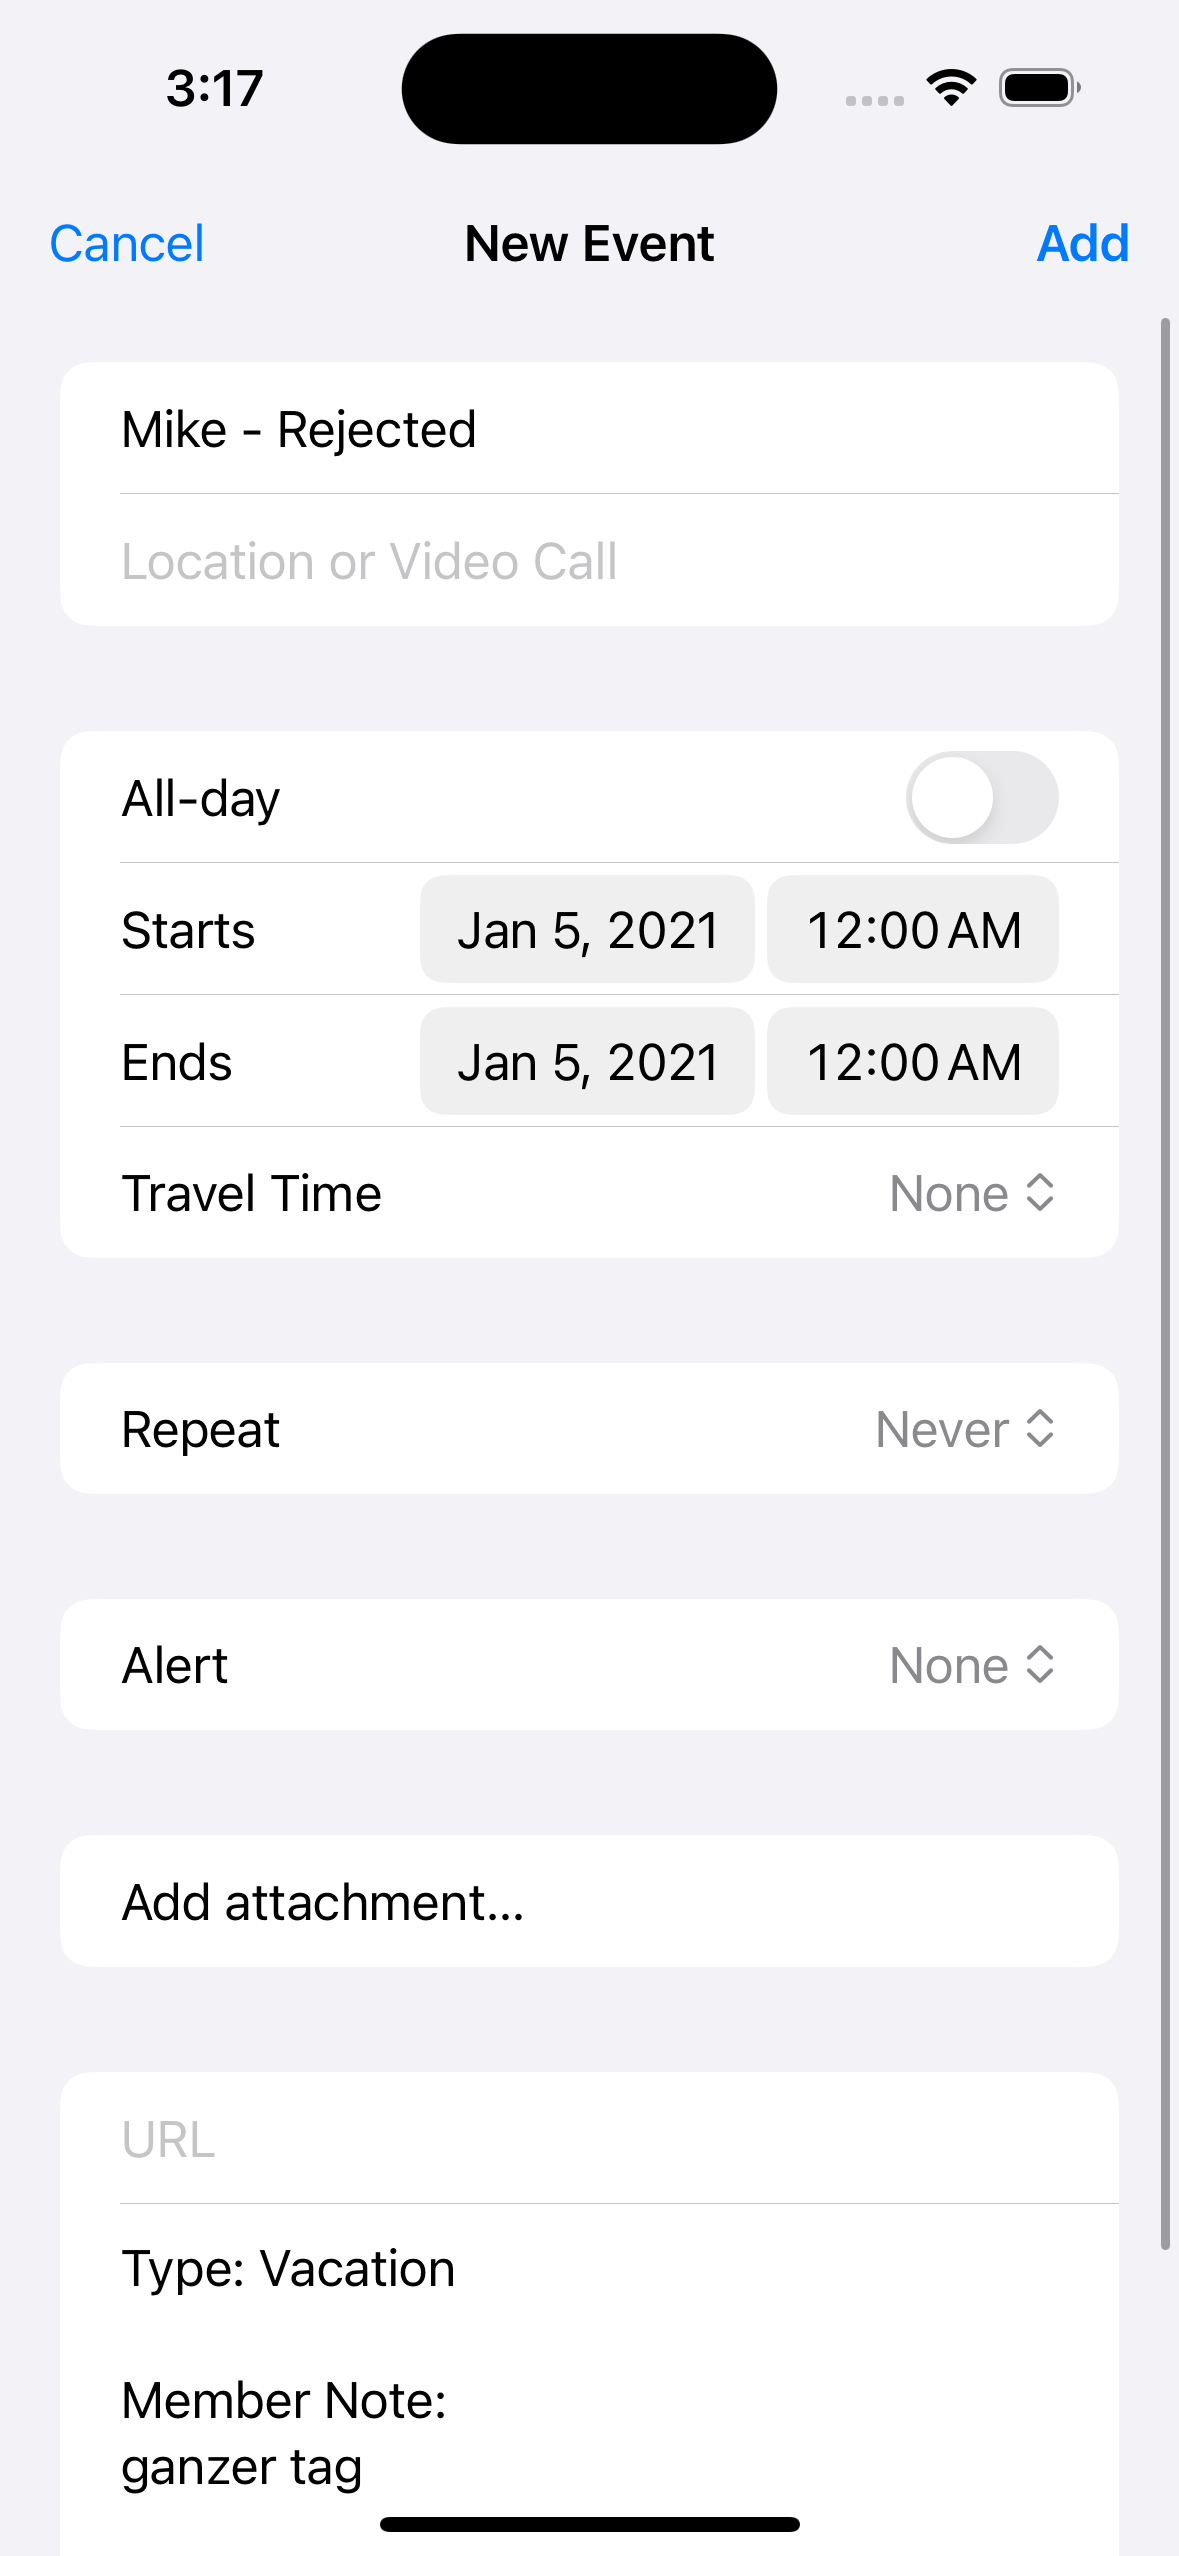 3:17
Cancel New Event Add
Mike - Rejected
Location or Video Call
All-day
Starts Jan 5, 2021 12:00 AM
Ends Jan 5, 2021 12:00 AM
Travel Time None
Repeat Never
Alert None
Add attachment...
URL
Type: Vacation
Member Note:
ganzer tag